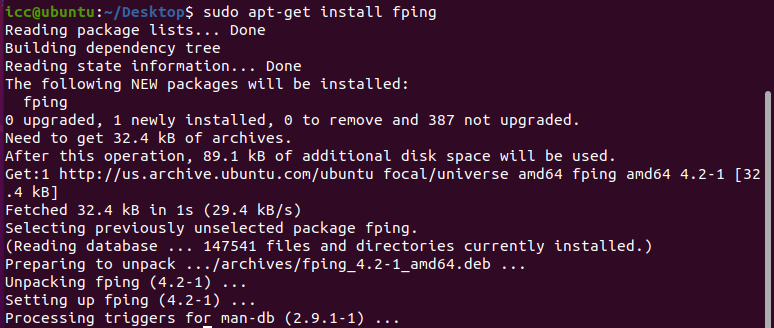 icc@ubuntu:~/Desktop$ sudo apt-get install fping
Reading package lists... Done
Building dependency tree
Reading state information... Done
The following NEW packages will be installed:
  fping
0 upgraded, 1 newly installed, 0 to remove and 387 not upgraded.
Need to get 32.4 kB of archives.
After this operation, 89.1 kB of additional disk space will be used.
Get:1 http://us.archive.ubuntu.com/ubuntu focal/universe amd64 fping amd64 4.2-1 [32
.4 kB]
Fetched 32.4 kB in 1s (29.4 kB/s)
Selecting previously unselected package fping.
(Reading database ... 147541 files and directories currently installed.)
Preparing to unpack .../archives/fping_4.2-1_amd64.deb ...
Unpacking fping (4.2-1) ...
Setting up fping (4.2-1) ...
Processing triggers for man-db (2.9.1-1) ...